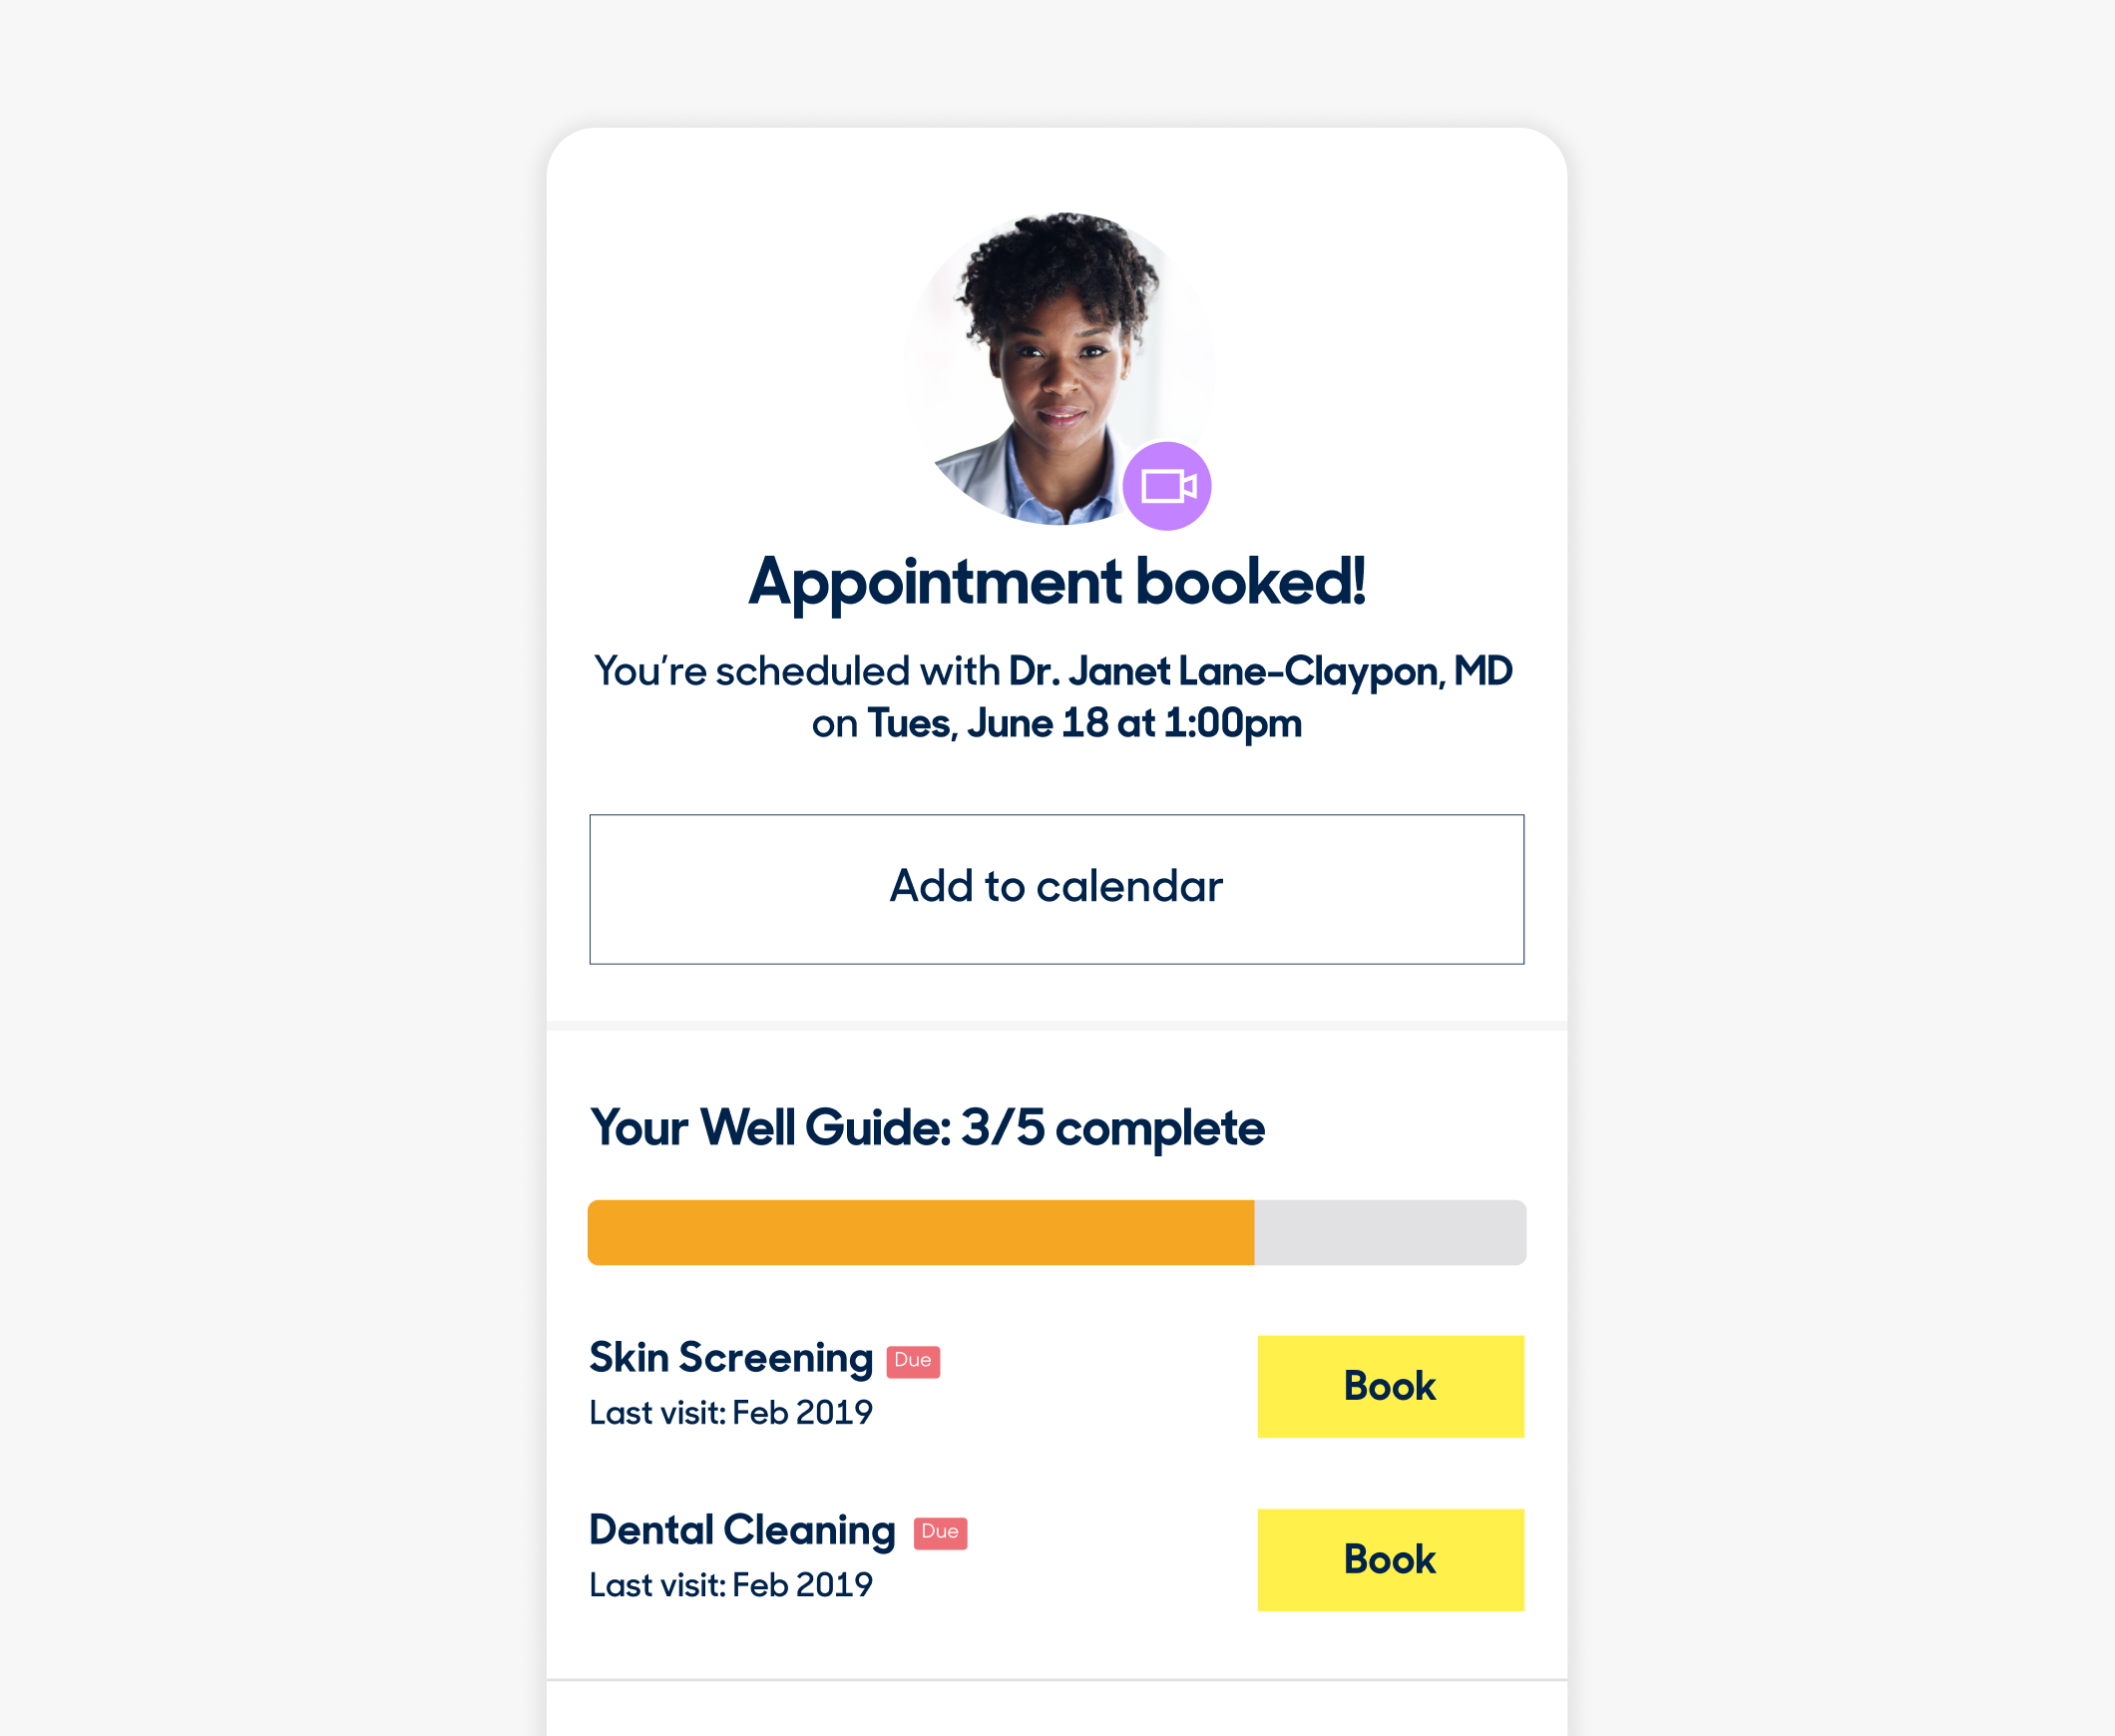 Appointment booked!
You’re scheduled with Dr. Janet Lane-Claypon, MD
on Tues, June 18 at 1:00pm
Add to calendar
Your Well Guide: 3/5 complete
Skin Screening Due
Last visit: Feb 2019
Book
Dental Cleaning Due
Last visit: Feb 2019
Book